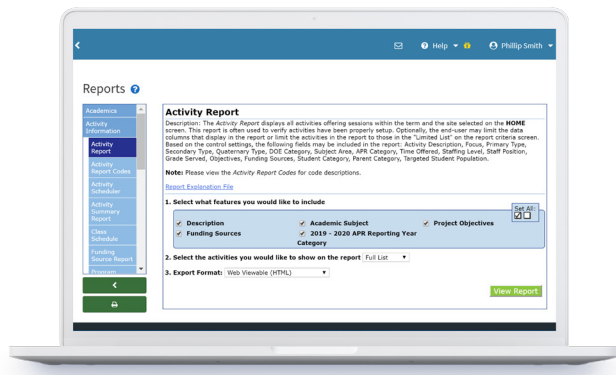 Help
Phillip Smith
Reports
Academics
Activity
Information
Activity
Report
Activity
Report Codes
Activity
Scheduler
Activity
Summary
Report
Class
Schedule
Funding
Source Report
Program
Activity Report
Description: The Activity Report displays all activities offering sessions within the term and the site selected on the HOME
screen. This report is often used to verify activities have been properly setup. Optionally, the end-user may limit the data
columns that display in the report or limit the activities in the report to those in the "Limited List" on the report criteria screen.
Based on the control settings, the following fields may be included in the report: Activity Description, Focus, Primary Type,
Secondary Type, Quaternary Type, DOE Category, Subject Area, APR Category, Time Offered, Staffing Level, Staff Position,
Grade Served, Objectives, Funding Sources, Student Category, Parent Category, Targeted Student Population.
Note: Please view the Activity Report Codes for code descriptions.
Report Explanation File
1. Select what features you would like to include
Set All:
Description Academic Subject Project Objectives
Funding Sources 2019 - 2020 APR Reporting Year
Category
2. Select the activities you would like to show on the report Full List
3. Export Format: Web Viewable (HTML)
View Report